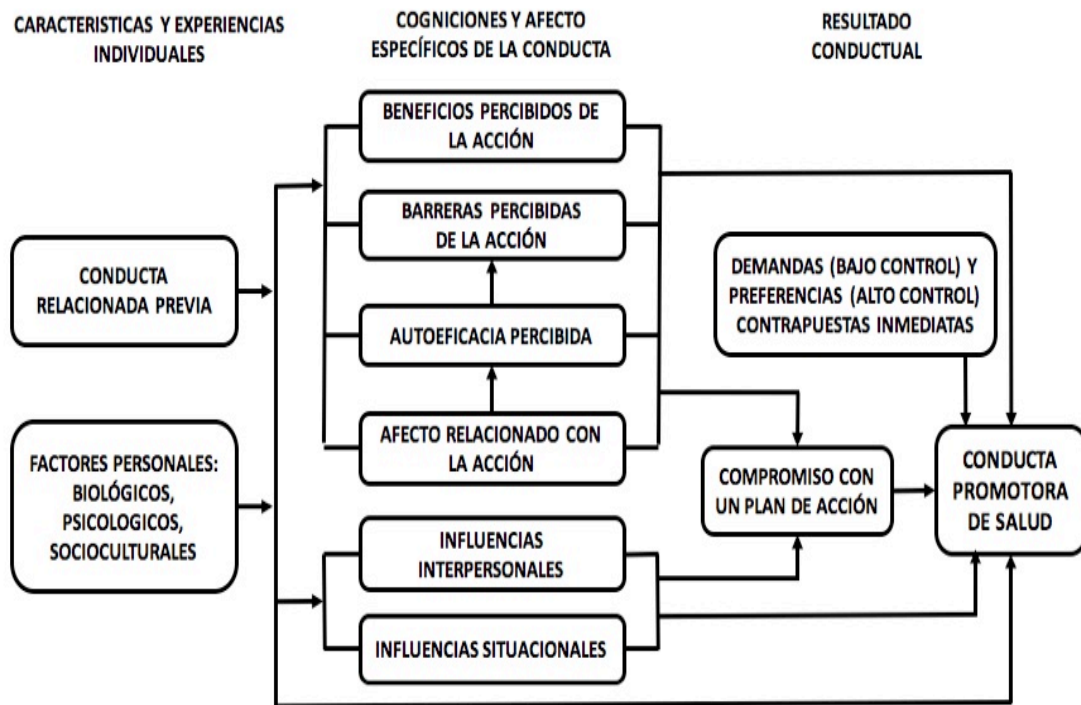 CARACTERISTICAS Y EXPERIENCIAS
INDIVIDUALES
COGNICIONES Y AFECTO
ESPECÍFICOS DE LA CONDUCTA
RESULTADO
CONDUCTUAL
CONDUCTA
RELACIONADA PREVIA
FACTORES PERSONALES:
BIOLÓGICOS,
PSICOLOGICOS,
SOCIOCULTURALES
BENEFICIOS PERCIBIDOS DE
LA ACCIÓN
BARRERAS PERCIBIDAS
DE LA ACCIÓN
AUTOEFICACIA PERCIBIDA
AFECTO RELACIONADO CON
LA ACCIÓN
INFLUENCIAS
INTERPERSONALES
INFLUENCIAS SITUACIONALES
DEMANDAS (BAJO CONTROL) Y
PREFERENCIAS (ALTO CONTROL)
CONTRAPUESTAS INMEDIATAS
COMPROMISO CON
UN PLAN DE ACCIÓN
CONDUCTA
PROMOTORA
DE SALUD